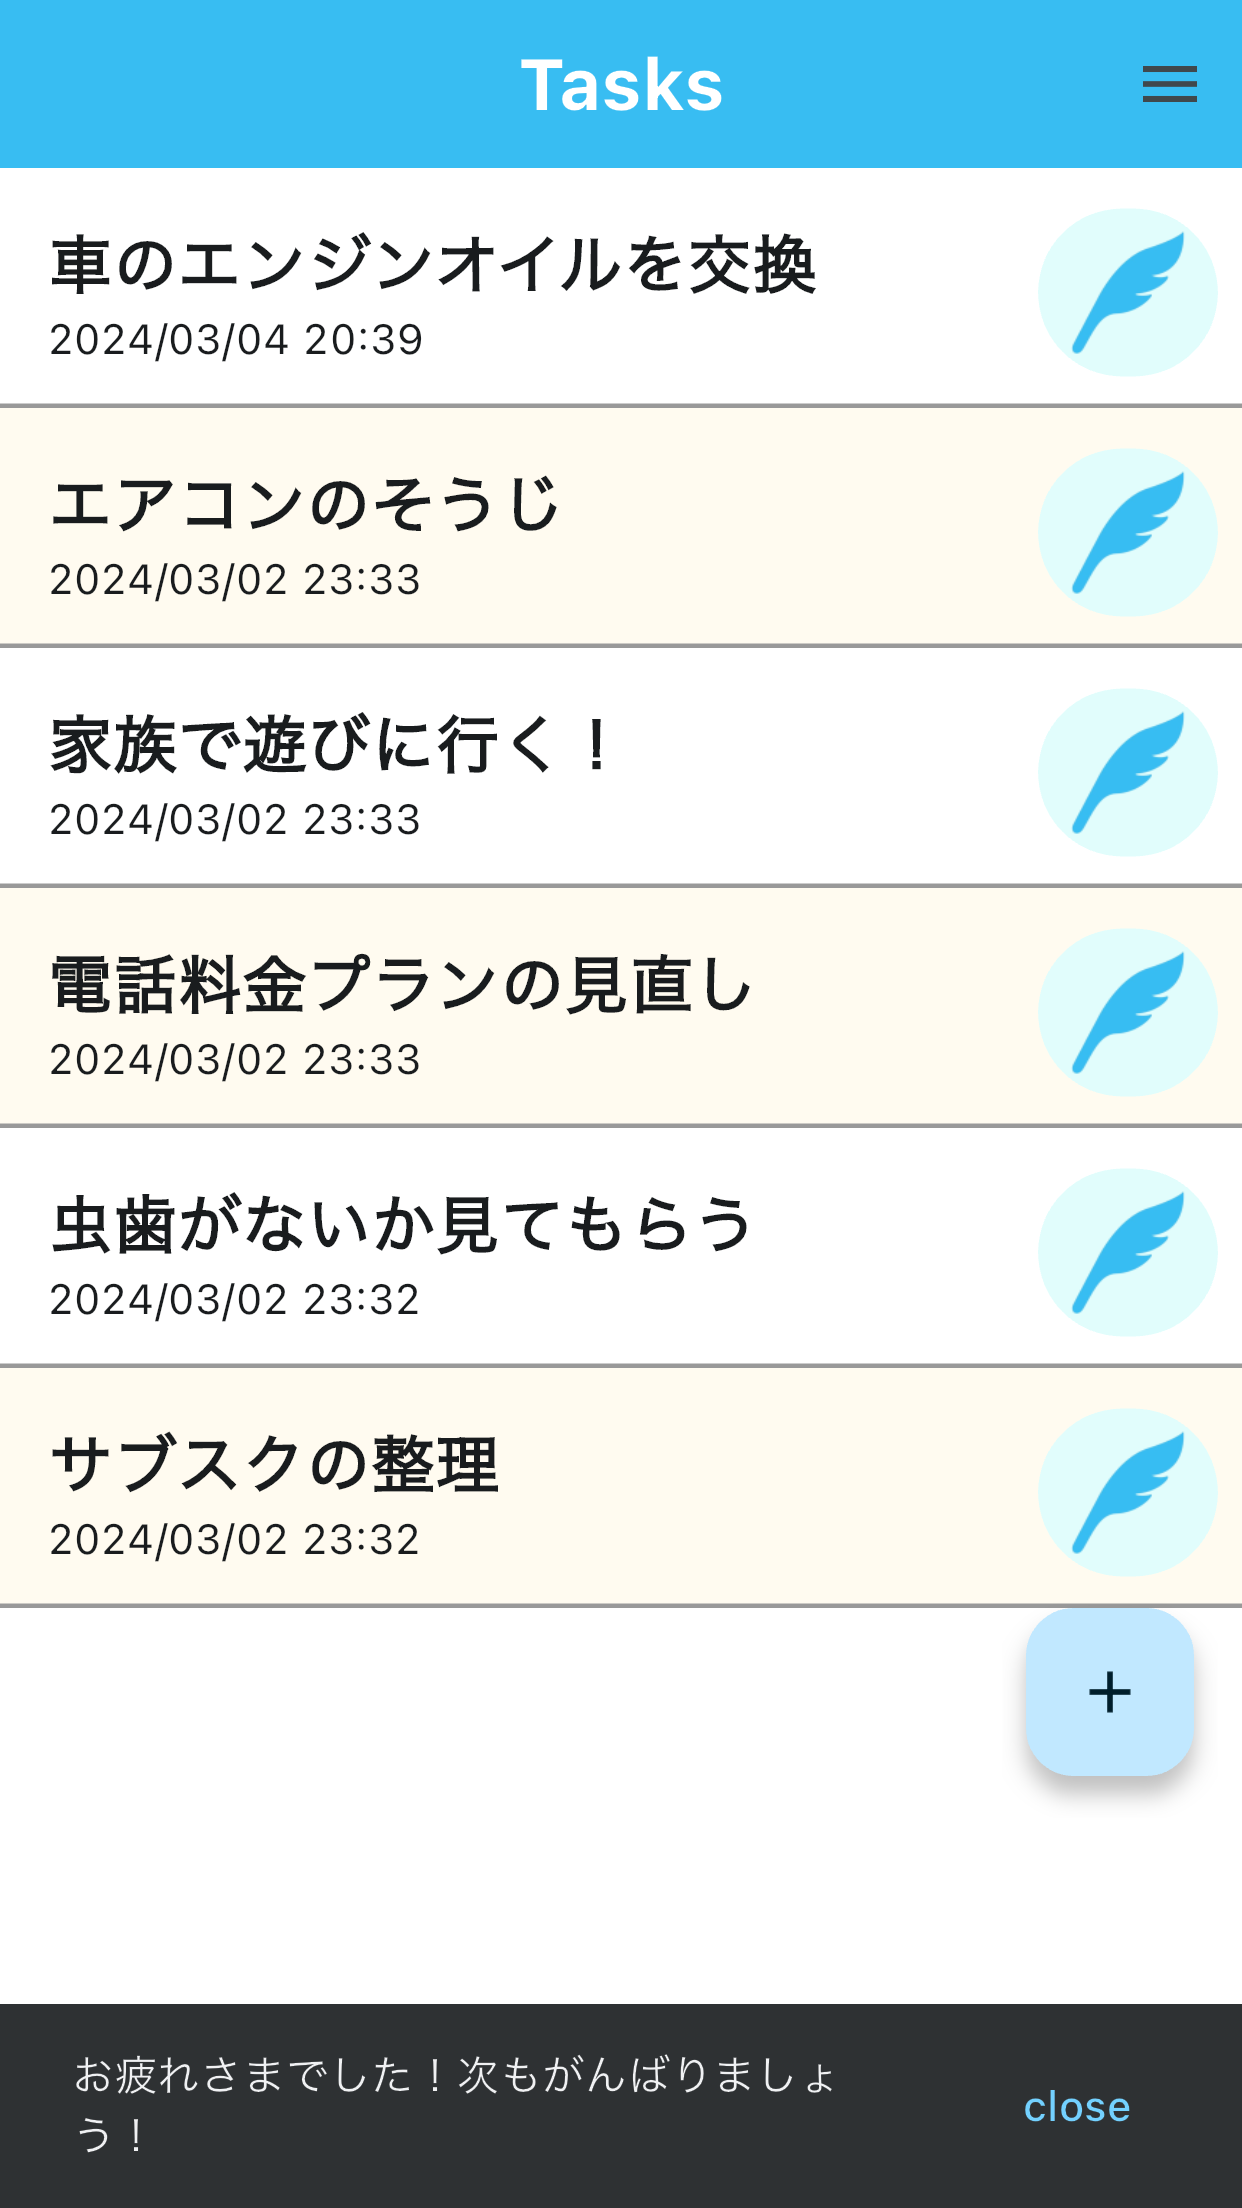 Tasks
車のエンジンオイルを交換
2024/03/04 20:39
エアコンのそうじ
2024/03/02 23:33
家族で遊びに行く！
2024/03/02 23:33
電話料金プランの見直し
2024/03/02 23:33
虫歯がないか見てもらう
2024/03/02 23:32
サブスクの整理
2024/03/02 23:32
+
お疲れさまでした！次もがんばりましょ
う！
close